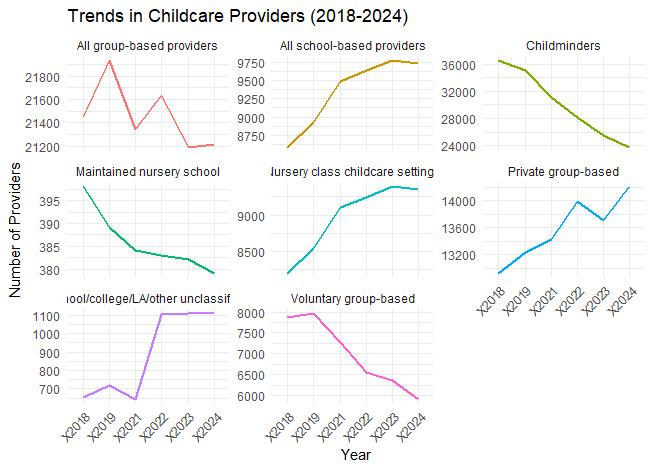 Trends in Childcare Providers (2018-2024)
All group-based providers
All school-based providers
Childminders
21800
21600
21400
21200
9750
9500
9250
9000
8750
36000
32000
28000
24000
Maintained nursery school
Nursery class childcare setting
Private group-based
395
390
385
380
9000
8500
14000
13600
13200
X2018
X2019
X2021
X2022
X2023
X2024
ool/college/LA/other unclassifi
Voluntary group-based
1100
1000
900
800
700
8000
7500
7000
6500
6000
X2018
X2019
X2021
X2022
X2023
X2024
X2018
X2019
X2021
X2022
X2023
X2024
Number of Providers
Year